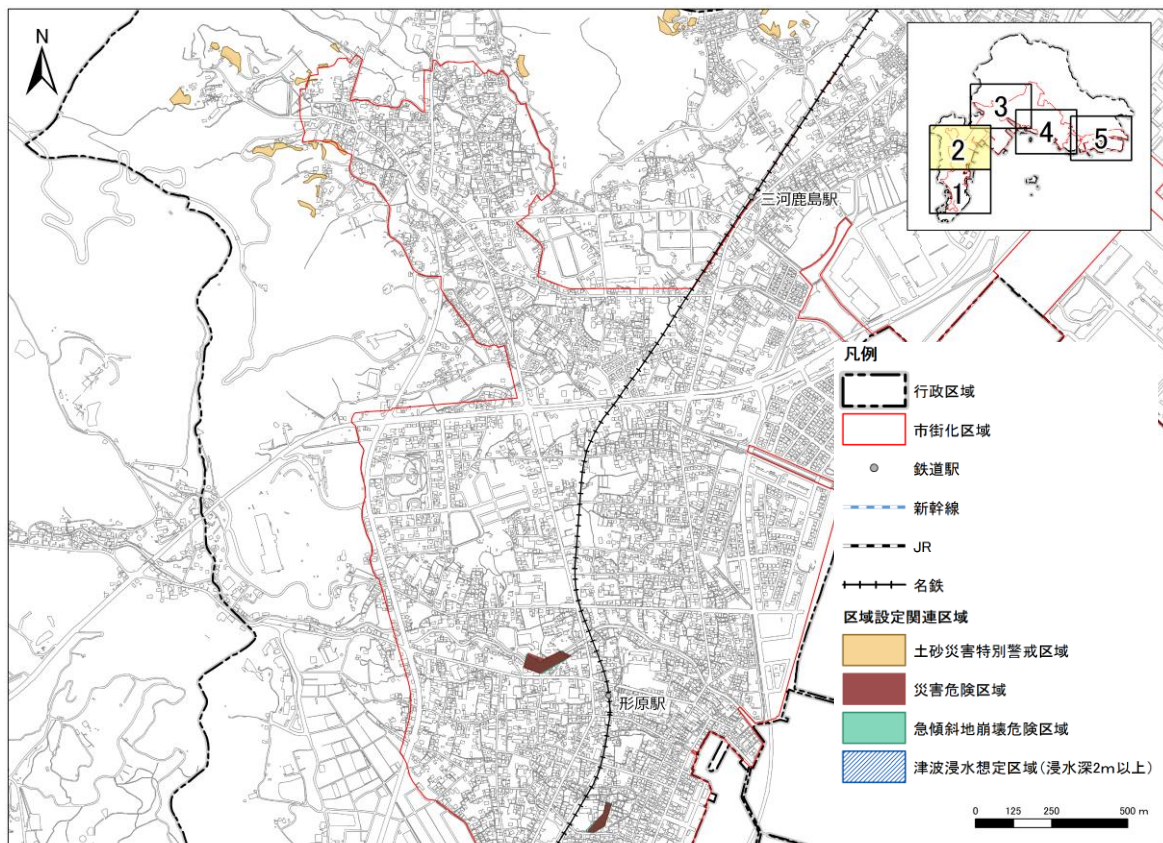 N
3
4
5
2
1
三河鹿島駅
形原駅
凡例
行政区域
市街化区域
鉄道駅
新幹線
JR
名鉄
区域設定関連区域
土砂災害特別警戒区域
災害危険区域
急傾斜地崩壊危険区域
津波浸水想定区域(浸水深2m以上)
0 125 250 500 m